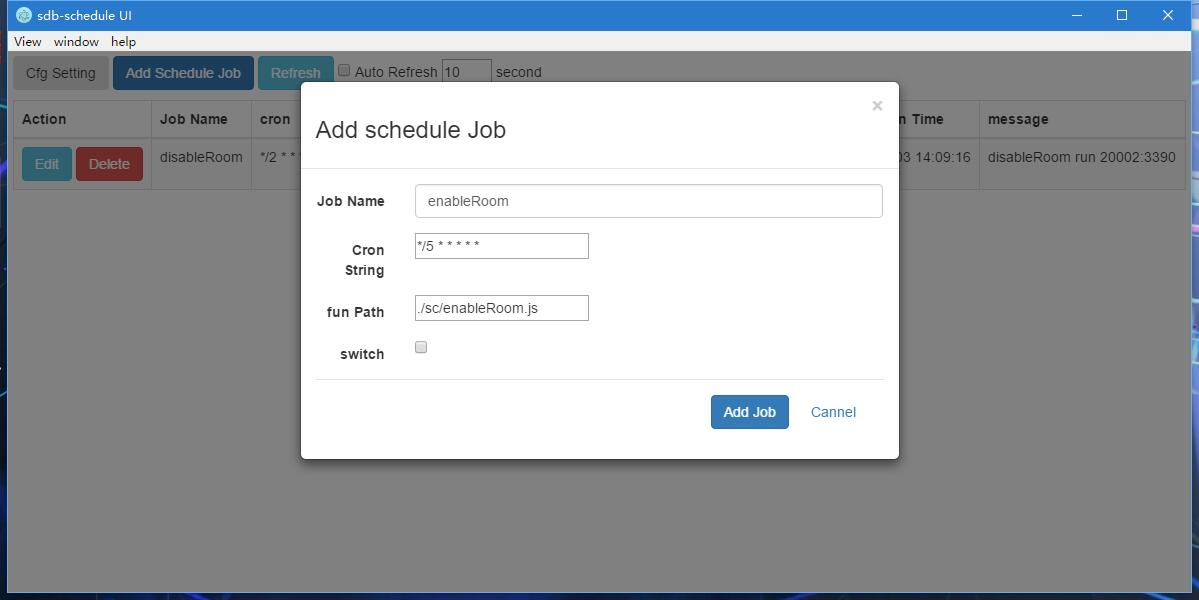 sdb-schedule UI
View window help
Cfg Setting Add Schedule Job Refresh Auto Refresh 10 second
Action Job Name cron n Time message
Edit Delete disableRoom */2 * * 03 14:09:16 disableRoom run 20002:3390
×
Add schedule Job
Job Name enableRoom
Cron String */5 * * * * *
fun Path ./sc/enableRoom.js
switch
Add Job Cannel